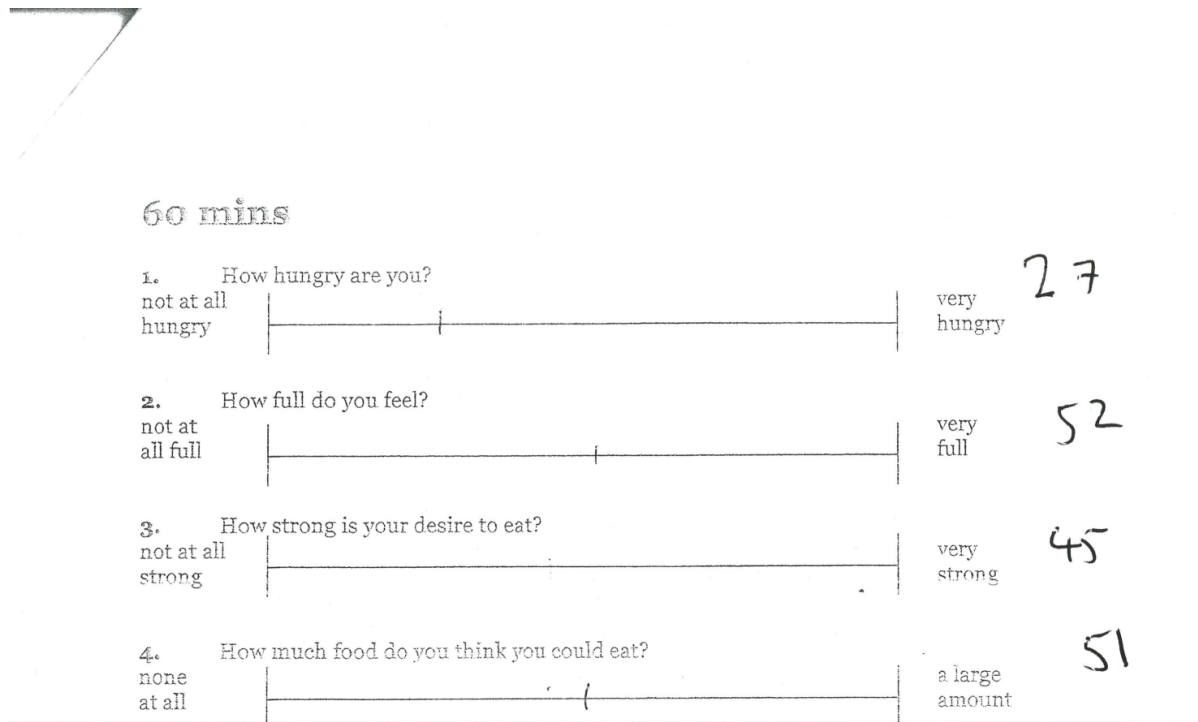 60 mins
1. How hungry are you?
not at all hungry
very hungry
27
2. How full do you feel?
not at all full
very full
52
3. How strong is your desire to eat?
not at all strong
very strong
45
4. How much food do you think you could eat?
none at all
a large amount
51